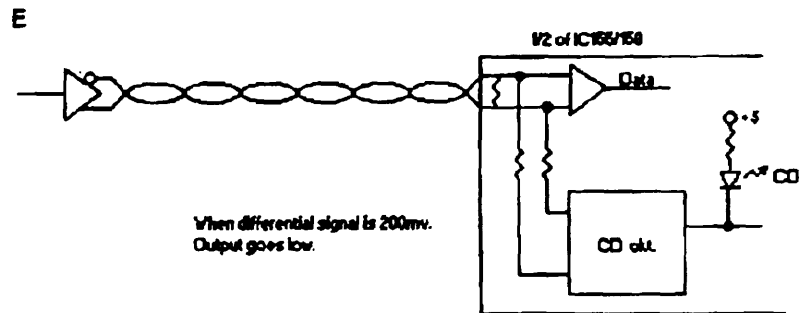 E
1/2 of IC155/158
Data
+5
CD
When differential signal is 200mv.
Output goes low.
CD ckt.